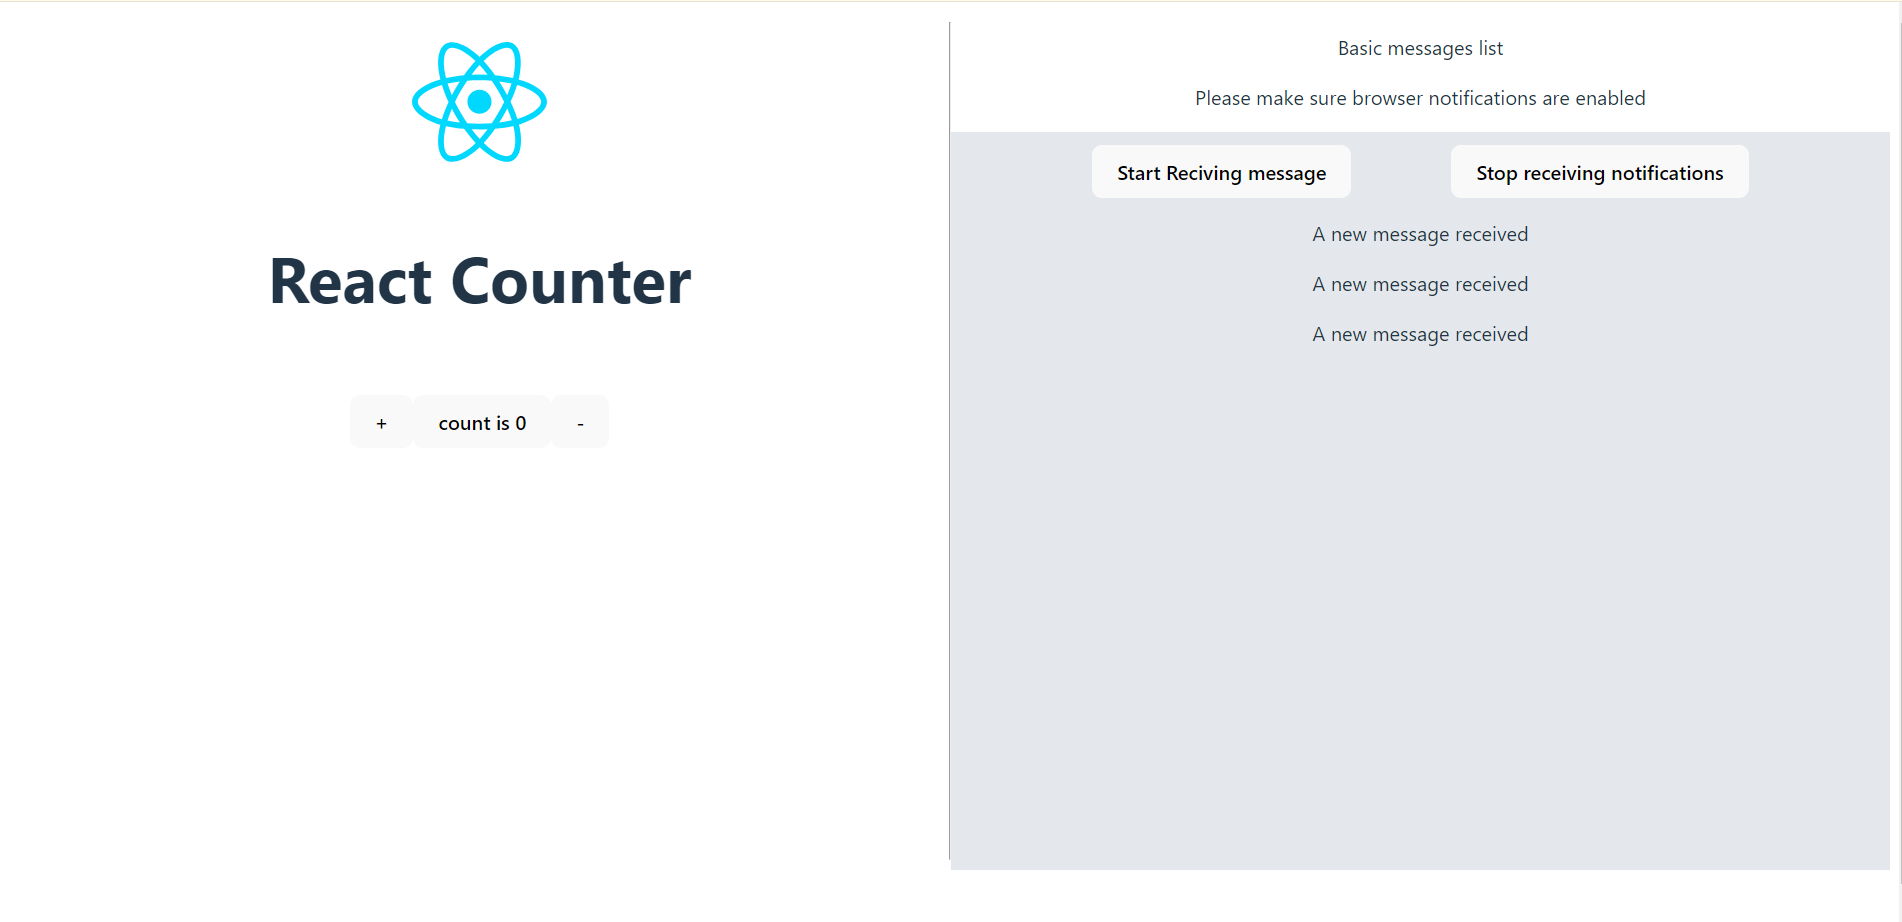 React Counter
+ count is 0 -
Basic messages list
Please make sure browser notifications are enabled
Start Reciving message Stop receiving notifications
A new message received
A new message received
A new message received